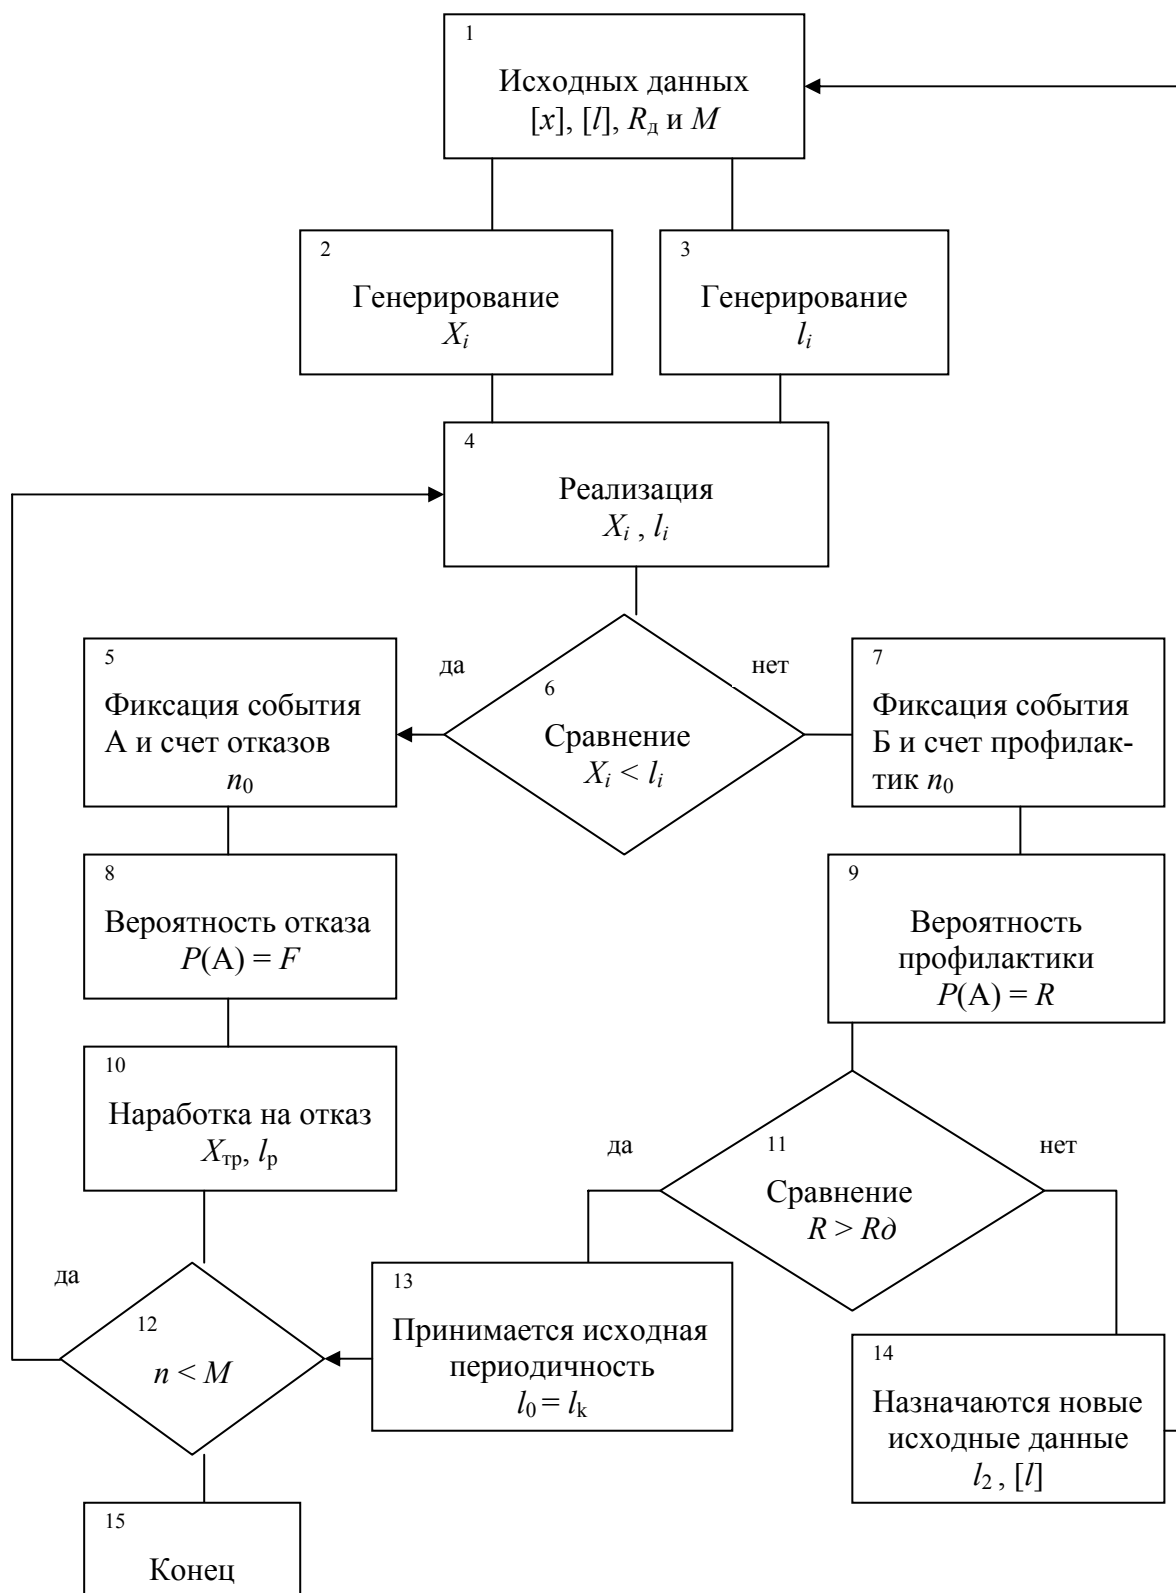 1
Исходных данных
[x], [l], Rд и M
2
Генерирование
Xi
3
Генерирование
li
4
Реализация
Xi , li
5
Фиксация события
А и счет отказов
n0
да
6
Сравнение
Xi < li
нет
7
Фиксация события
Б и счет профилак-
тик n0
8
Вероятность отказа
P(А) = F
9
Вероятность
профилактики
P(А) = R
10
Наработка на отказ
Xтр, lр
да
11
Сравнение
R > Rд
нет
да
12
n < M
13
Принимается исходная
периодичность
l0 = lk
14
Назначаются новые
исходные данные
l2 , [l]
15
Конец